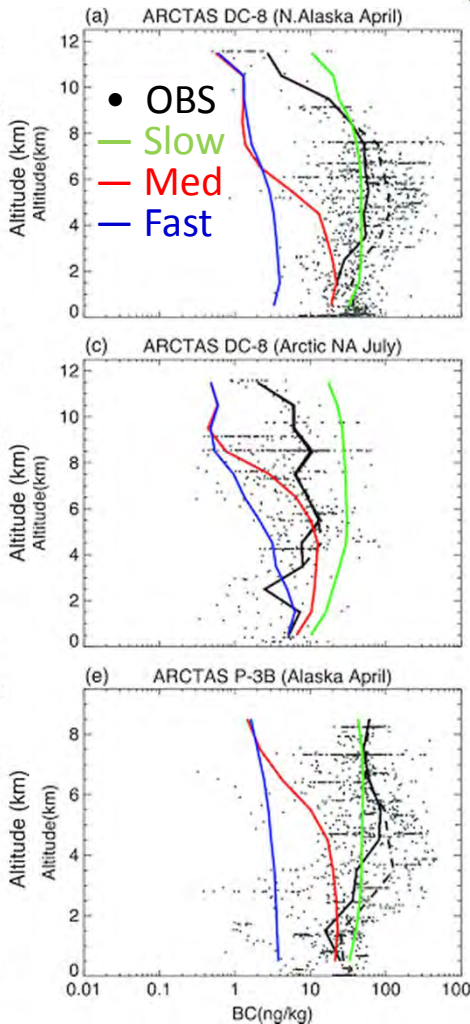 (a) ARCTAS DC-8 (N.Alaska April)
12
10
8
6
4
2
0
Altitude (km)
Altitude(km)
OBS
Slow
Med
Fast
(c) ARCTAS DC-8 (Arctic NA July)
12
10
8
6
4
2
0
Altitude (km)
Altitude(km)
(e) ARCTAS P-3B (Alaska April)
8
6
4
2
0
Altitude (km)
Altitude(km)
0.01 0.1 1 10 100 1000
BC(ng/kg)